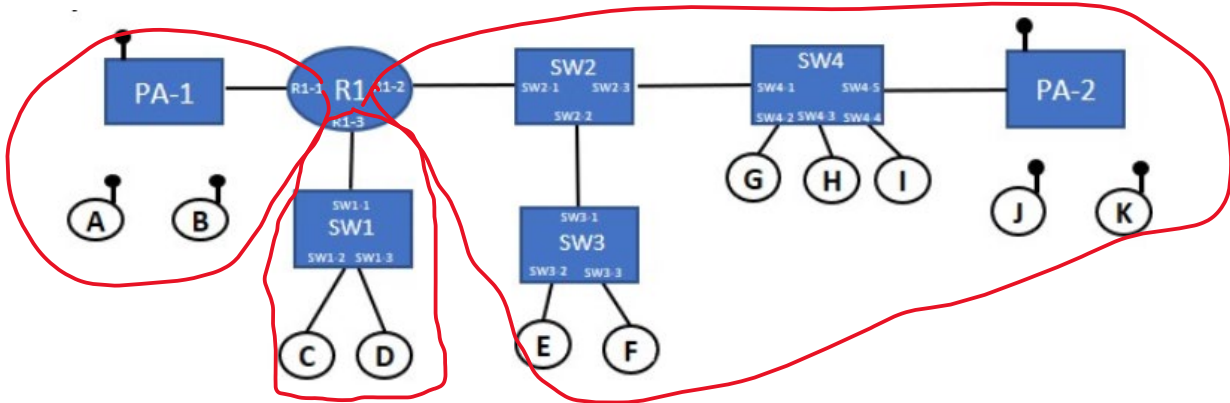 PA-1
R1-1 R1 R1-2
R1-3
SW2
SW2-1 SW2-3
SW2-2
SW4
SW4-1 SW4-5
SW4-2 SW4-3 SW4-4
PA-2
A
B
SW1-1
SW1
SW1-2 SW1-3
C
D
SW3-1
SW3
SW3-2 SW3-3
E
F
G
H
I
J
K